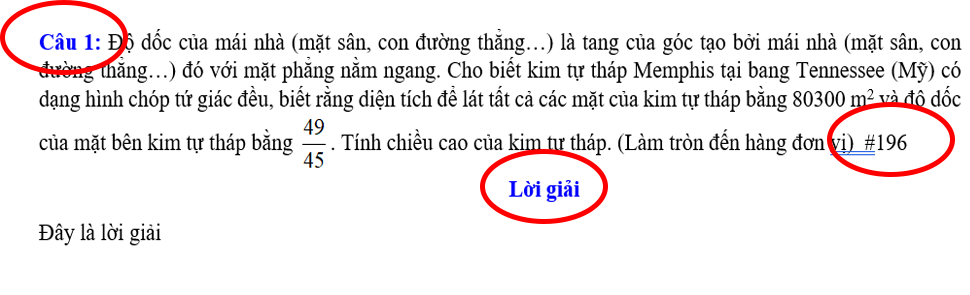 Câu 1: Độ dốc của mái nhà (mặt sân, con đường thẳng…) là tang của góc tạo bởi mái nhà (mặt sân, con
đường thẳng…) đó với mặt phẳng nằm ngang. Cho biết kim tự tháp Memphis tại bang Tennessee (Mỹ) có
dạng hình chóp tứ giác đều, biết rằng diện tích để lát tất cả các mặt của kim tự tháp bằng 80300 m² và độ dốc
của mặt bên kim tự tháp bằng 49/45. Tính chiều cao của kim tự tháp. (Làm tròn đến hàng đơn vị) #196
Lời giải
Đây là lời giải